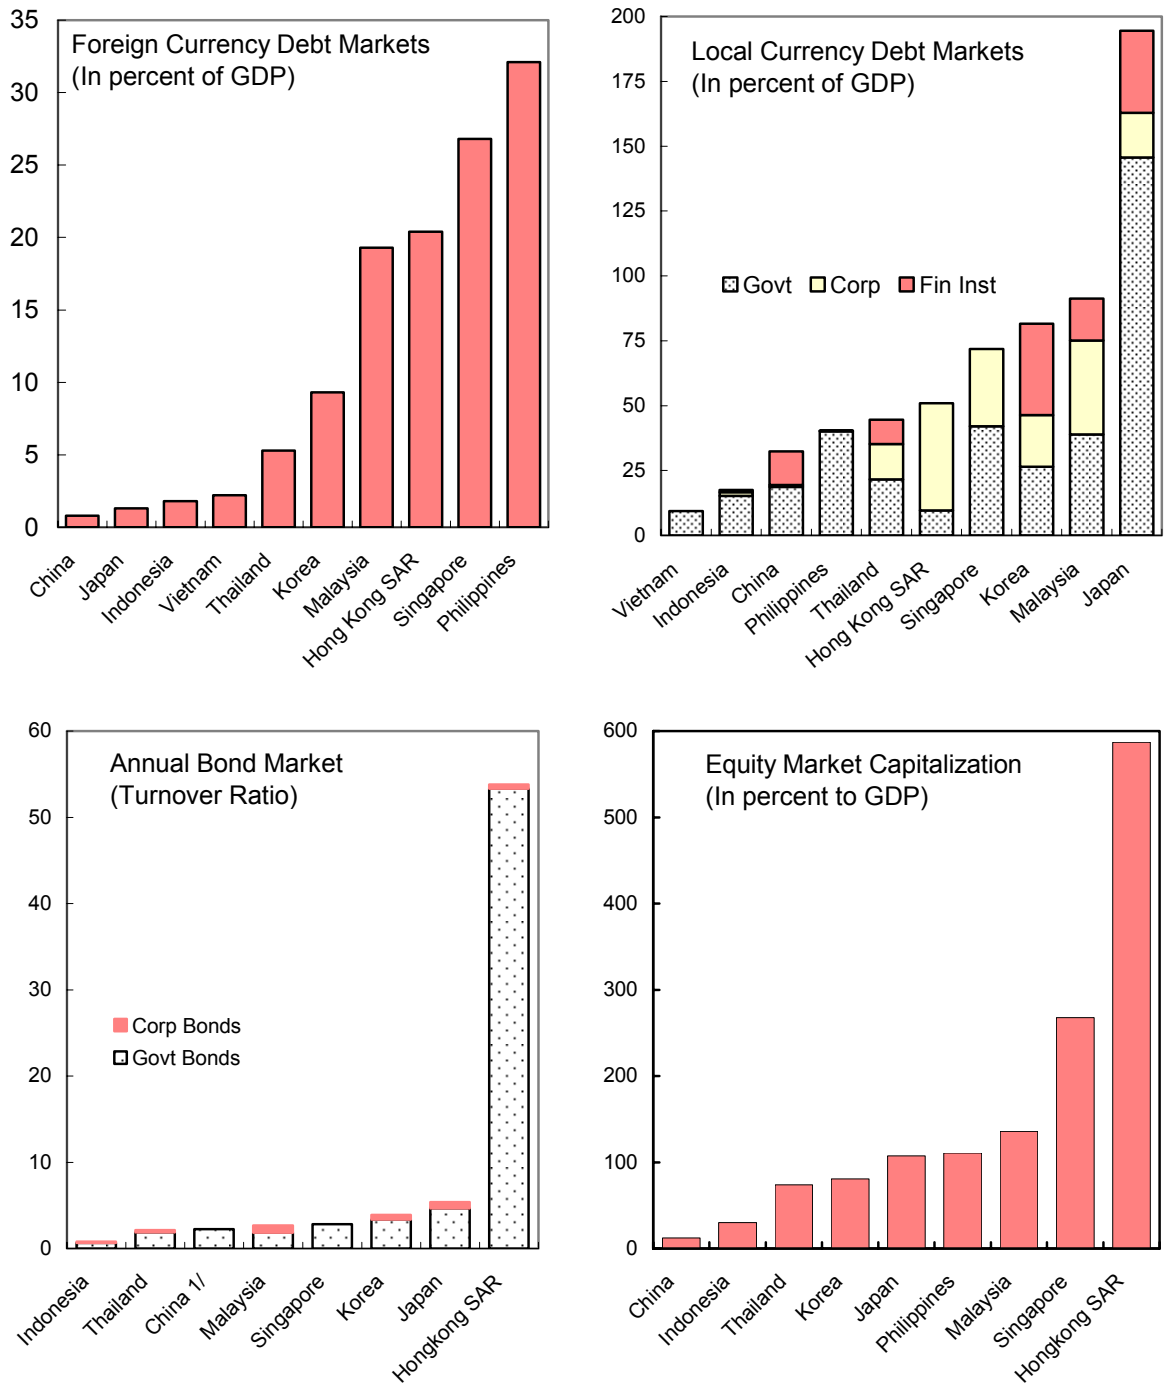 Foreign Currency Debt Markets
(In percent of GDP)
35
30
25
20
15
10
5
0
China
Japan
Indonesia
Vietnam
Thailand
Korea
Malaysia
Hong Kong SAR
Singapore
Philippines
Local Currency Debt Markets
(In percent of GDP)
200
175
150
125
100
75
50
25
0
Govt Corp Fin Inst
Vietnam
Indonesia
China
Philippines
Thailand
Hong Kong SAR
Singapore
Korea
Malaysia
Japan
Annual Bond Market
(Turnover Ratio)
60
50
40
30
20
10
0
Corp Bonds
Govt Bonds
Indonesia
Thailand
China 1/
Malaysia
Singapore
Korea
Japan
Hongkong SAR
Equity Market Capitalization
(In percent to GDP)
600
500
400
300
200
100
0
China
Indonesia
Thailand
Korea
Japan
Philippines
Malaysia
Singapore
Hongkong SAR